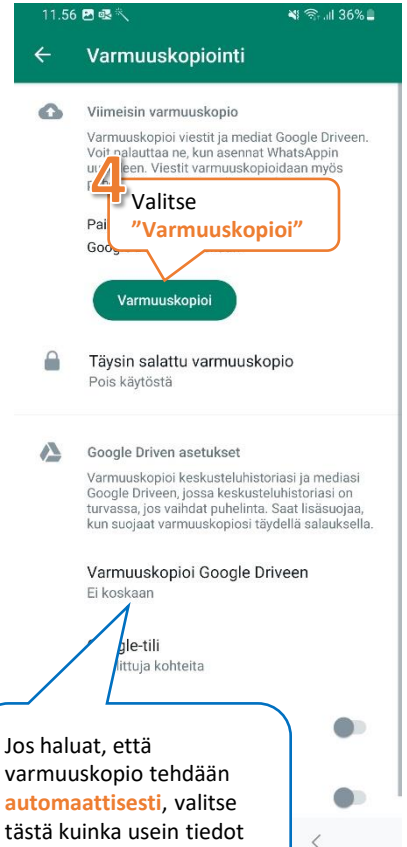 11.56 36%
Varmuuskopiointi
Viimeisin varmuuskopio
Varmuuskopioi viestit ja mediat Google Driveen.
Voit palauttaa ne, kun asennat WhatsAppin
Viestit varmuuskopioidaan myös
4
Valitse
”Varmuuskopioi”
Varmuuskopioi
Täysin salattu varmuuskopio
Pois käytöstä
Google Driven asetukset
Varmuuskopioi keskusteluhistoriasi ja mediasi
Google Driveen, jossa keskusteluhistoriasi on
turvassa, jos vaihdat puhelinta. Saat lisäsuojaa,
kun suojaat varmuuskopiosi täydellä salauksella.
Varmuuskopioi Google Driveen
Ei koskaan
kohteita
Jos haluat, että
varmuuskopio tehdään
automaattisesti, valitse
tästä kuinka usein tiedot